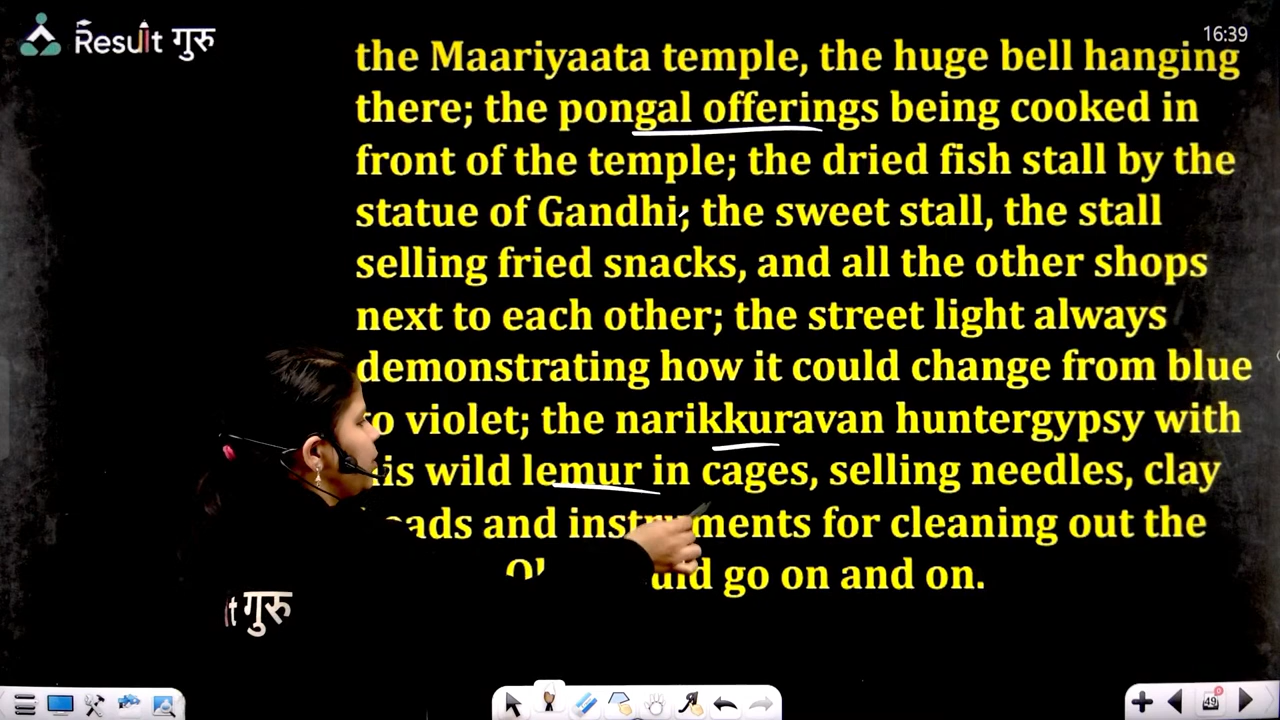 Result गुरु
16:39
the Maariyaata temple, the huge bell hanging
there; the pongal offerings being cooked in
front of the temple; the dried fish stall by the
statue of Gandhi; the sweet stall, the stall
selling fried snacks, and all the other shops
next to each other; the street light always
demonstrating how it could change from blue
violet; the narikkuravan huntergypsy with
wild lemur in cages, selling needles, clay
and instruments for cleaning out the
go on and on.
गुरु
49